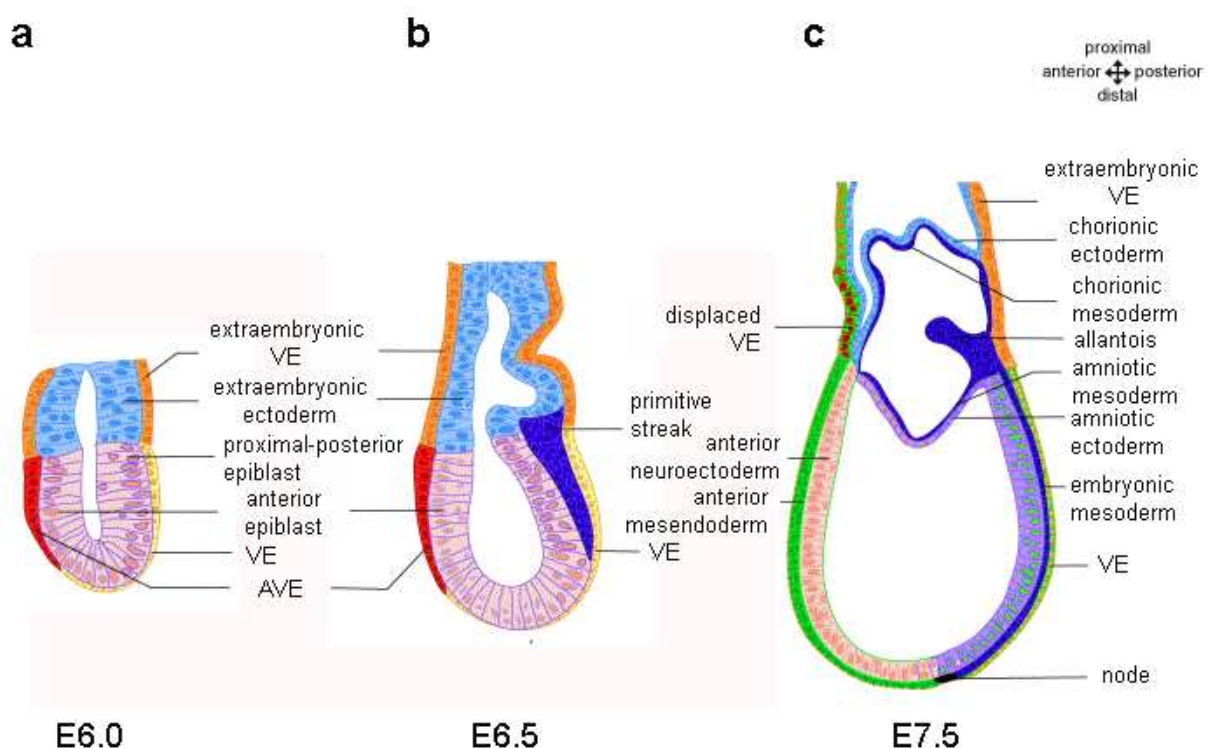 a
b
c
proximal
anterior posterior
distal
extraembryonic
VE
extraembryonic
ectoderm
proximal-posterior
epiblast
anterior
epiblast
VE
AVE
primitive
streak
VE
displaced
VE
anterior
neuroectoderm
anterior
mesendoderm
extraembryonic
VE
chorionic
ectoderm
chorionic
mesoderm
allantois
amniotic
mesoderm
amniotic
ectoderm
embryonic
mesoderm
VE
node
E6.0
E6.5
E7.5